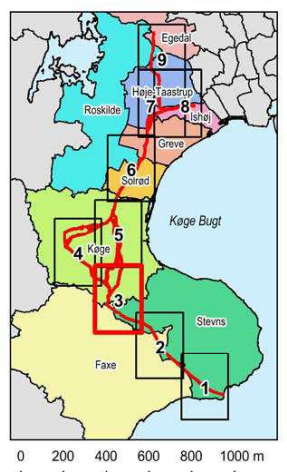 Egedal
9
Høje-Taastrup
7 8
Roskilde
Ishøj
Greve
6
Solrød
Køge Bugt
5
Køge
4
3
Stevns
2
Faxe
1
0 200 400 600 800 1000 m